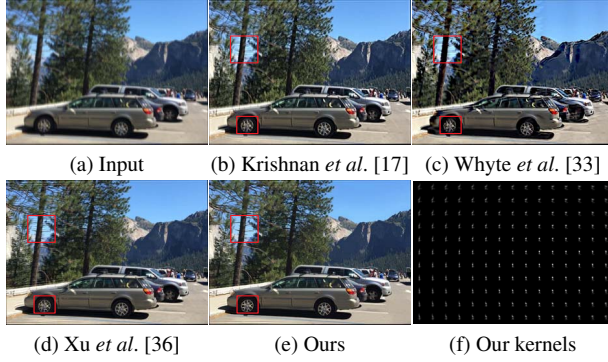 (a) Input (b) Krishnan et al. [17] (c) Whyte et al. [33]
(d) Xu et al. [36] (e) Ours (f) Our kernels